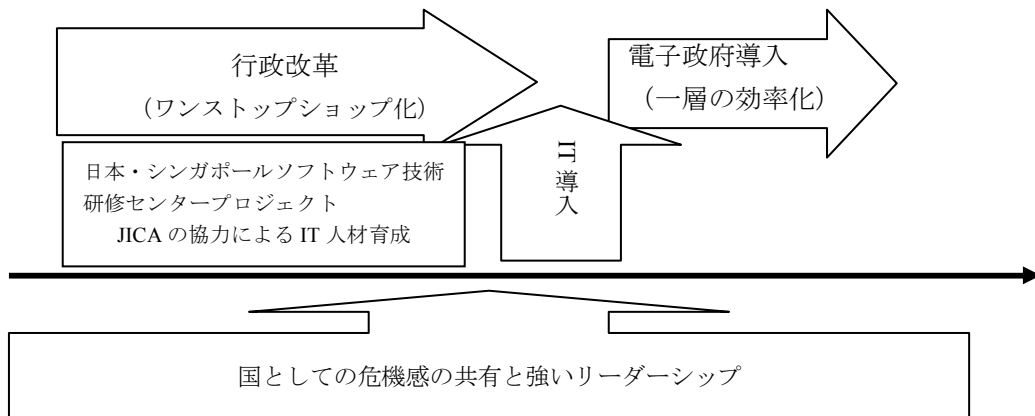 行政改革
（ワンストップショップ化）
電子政府導入
（一層の効率化）
IT導入
日本・シンガポールソフトウェア技術
研修センタープロジェクト
JICA の協力による IT 人材育成
国としての危機感の共有と強いリーダーシップ